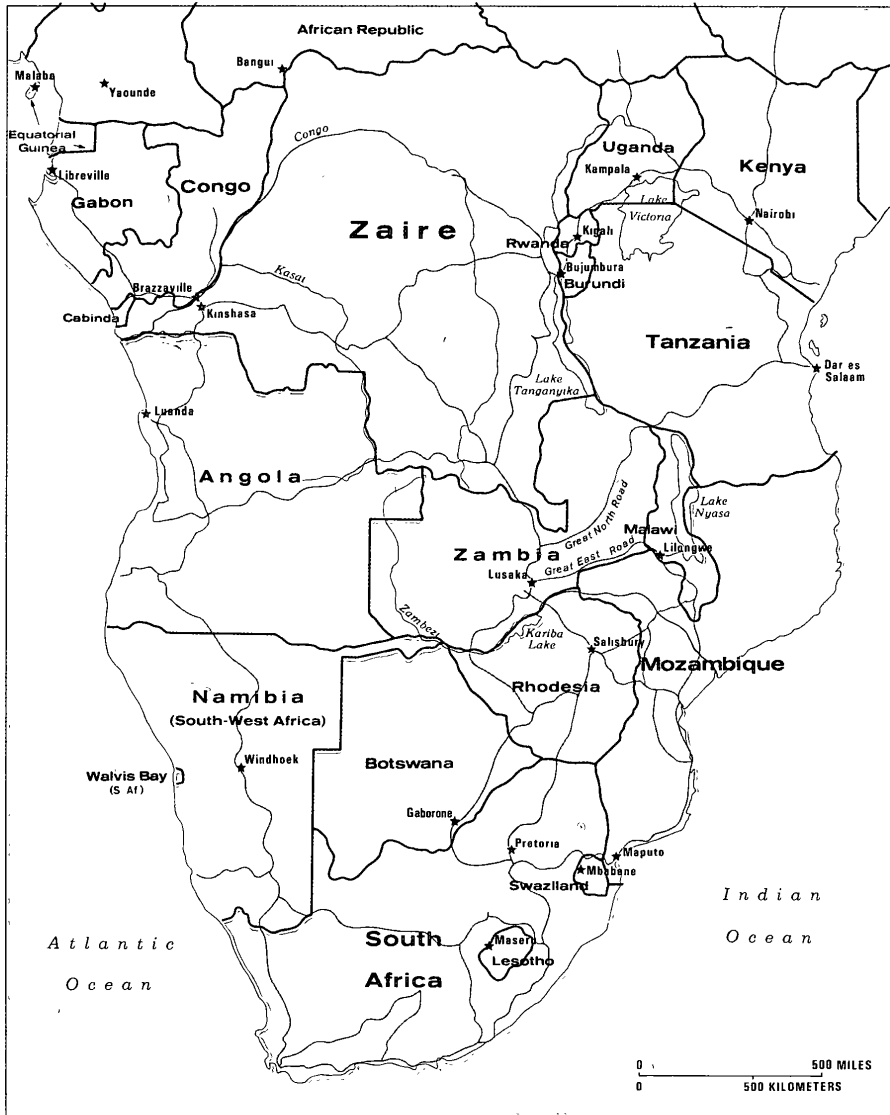 African Republic
Bangui
Malaba
Yaounde
Equatorial
Guinea
Libreville
Gabon
Congo
Congo
Zaire
Uganda
Kampala
Kenya
Lake
Victoria
Nairobi
Kigali
Rwanda
Bujumbura
Burundi
Kasai
Brazzaville
Kinshasa
Cabinda
Tanzania
Dar es
Salaam
Lake
Tanganyika
Luanda
Angola
Lake
Nyasa
Great North Road
Malawi
Zambia
Great East Road
Lilongwe
Lusaka
Zambezi
Kariba
Lake
Salisbury
Mozambique
Rhodesia
Namibia
(South-West Africa)
Windhoek
Walvis Bay
(S Af)
Botswana
Gaborone
Pretoria
Maputo
Mbabane
Swaziland
Indian
Ocean
Atlantic
Ocean
South
Africa
Maseru
Lesotho
0 500 MILES
0 500 KILOMETERS